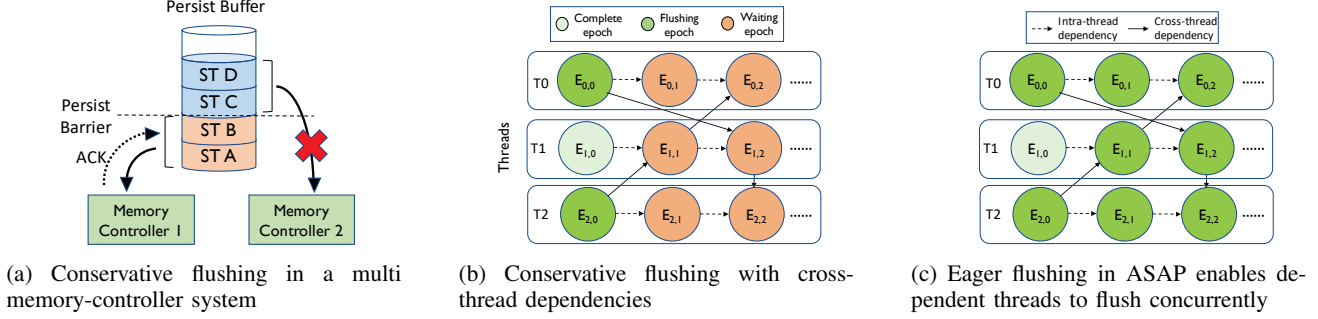 Persist Buffer
ST D
ST C
ST B
ST A
Persist
Barrier
ACK
Memory
Controller 1
Memory
Controller 2
(a) Conservative flushing in a multi
memory-controller system
Complete
epoch
Flushing
epoch
Waiting
epoch
Threads
T0
E0,0
E0,1
E0,2
......
T1
E1,0
E1,1
E1,2
......
T2
E2,0
E2,1
E2,2
......
(b) Conservative flushing with cross-
thread dependencies
Intra-thread
dependency
Cross-thread
dependency
T0
E0,0
E0,1
E0,2
......
T1
E1,0
E1,1
E1,2
......
T2
E2,0
E2,1
E2,2
......
(c) Eager flushing in ASAP enables de-
pendent threads to flush concurrently